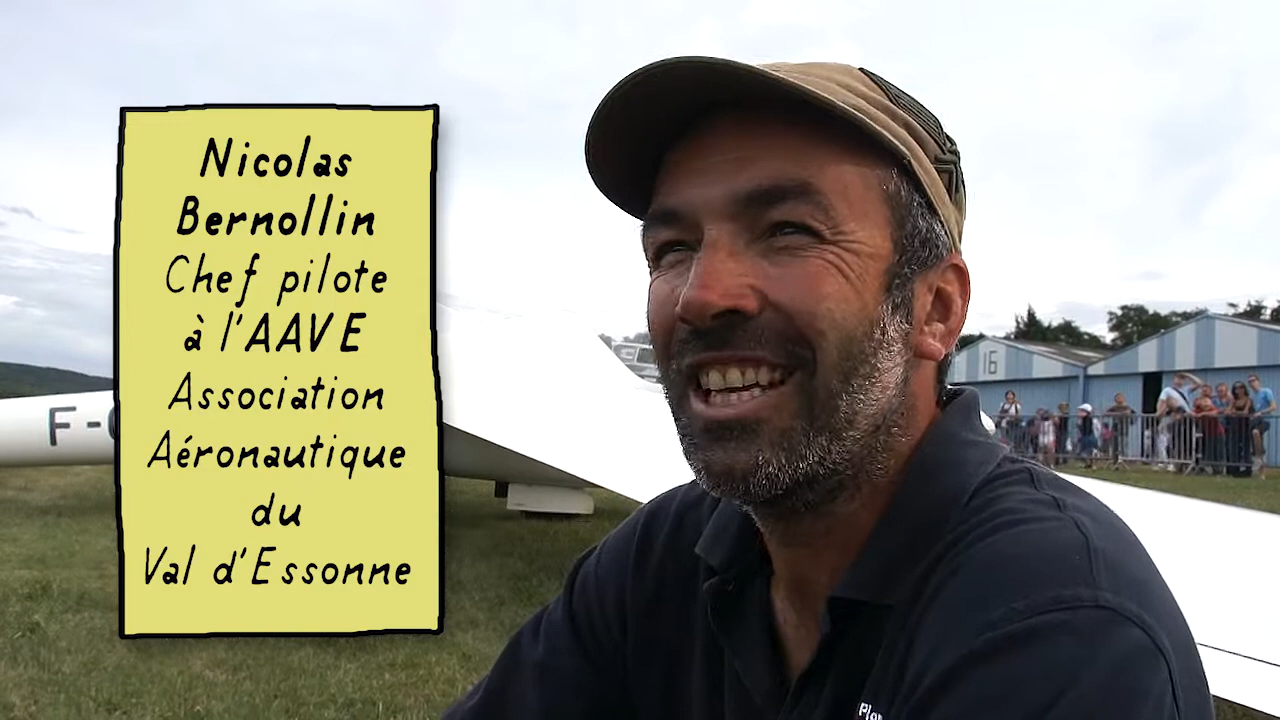 Nicolas
Bernollin
Chef pilote
à l'AAVE
Association
Aéronautique
du
Val d'Essonne
F-
16